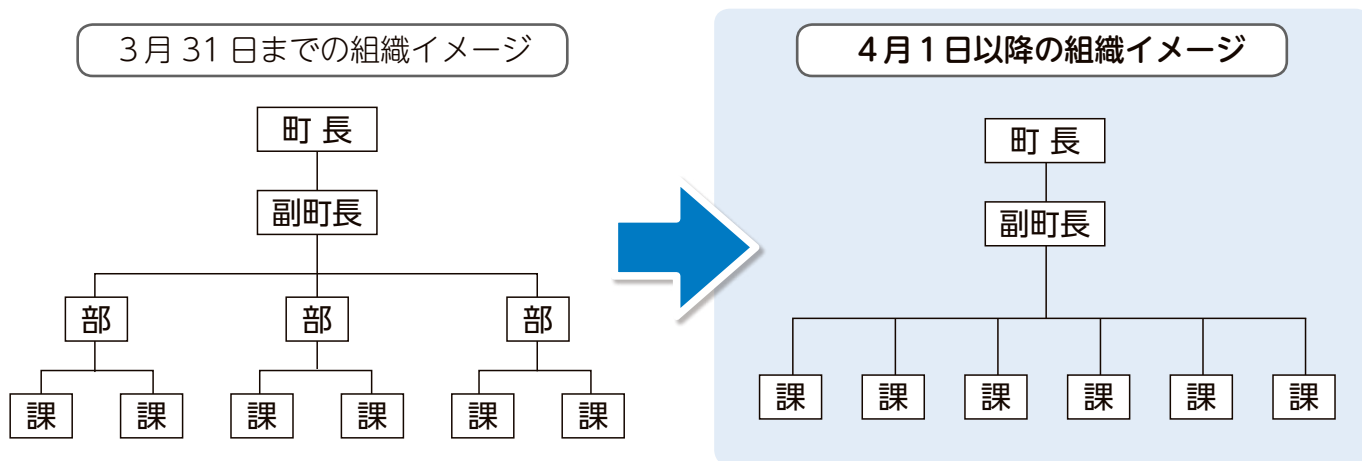 ３月 31 日までの組織イメージ
町 長
副町長
部 部 部
課 課 課 課 課 課
４月１日以降の組織イメージ
町 長
副町長
課 課 課 課 課 課